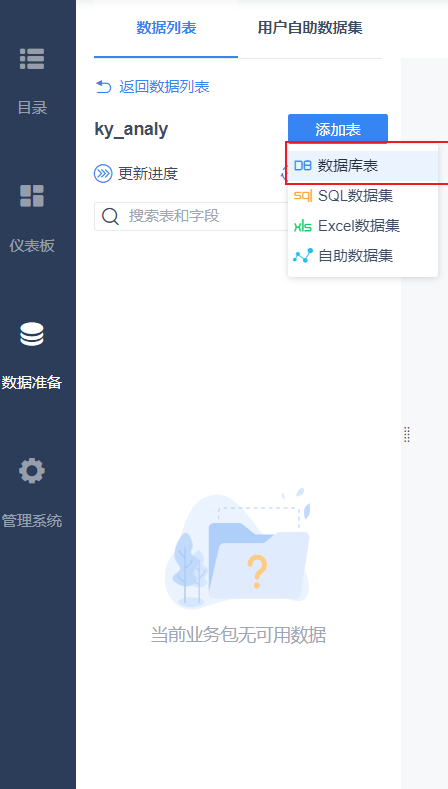 数据列表 用户自助数据集
返回数据列表
ky_analy 添加表
更新进度
搜索表和字段
DB 数据库表
sql SQL数据集
xls Excel数据集
自助数据集
目录
仪表板
数据准备
管理系统
?
当前业务包无可用数据